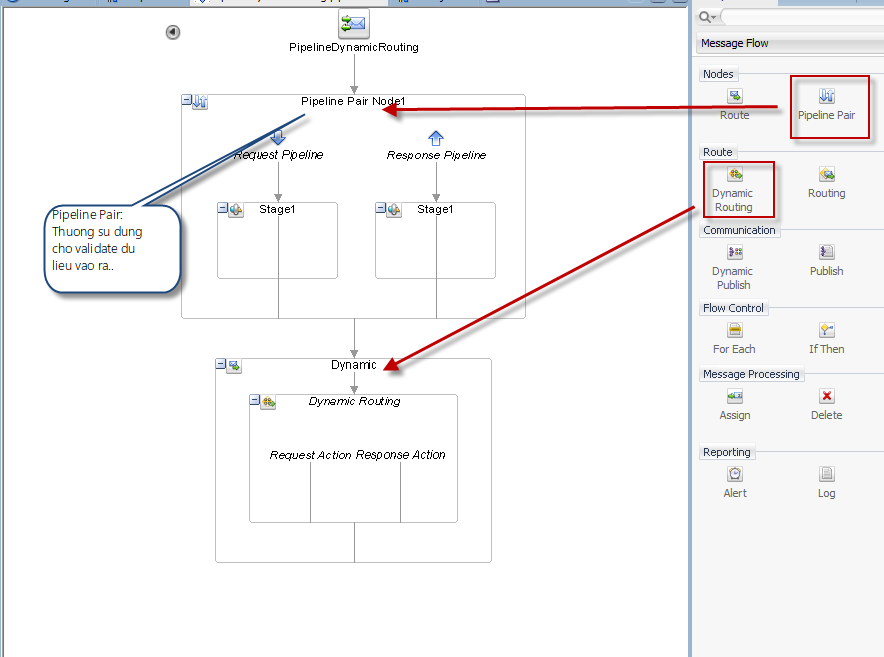 PipelineDynamicRouting
Pipeline Pair Node1
Request Pipeline
Response Pipeline
Stage1
Stage1
Pipeline Pair:
Thuong su dung
cho validate du
lieu vao ra..
Dynamic
Dynamic Routing
Request Action Response Action
Message Flow
Nodes
Route
Pipeline Pair
Route
Dynamic
Routing
Routing
Communication
Dynamic
Publish
Publish
Flow Control
For Each
If Then
Message Processing
Assign
Delete
Reporting
Alert
Log